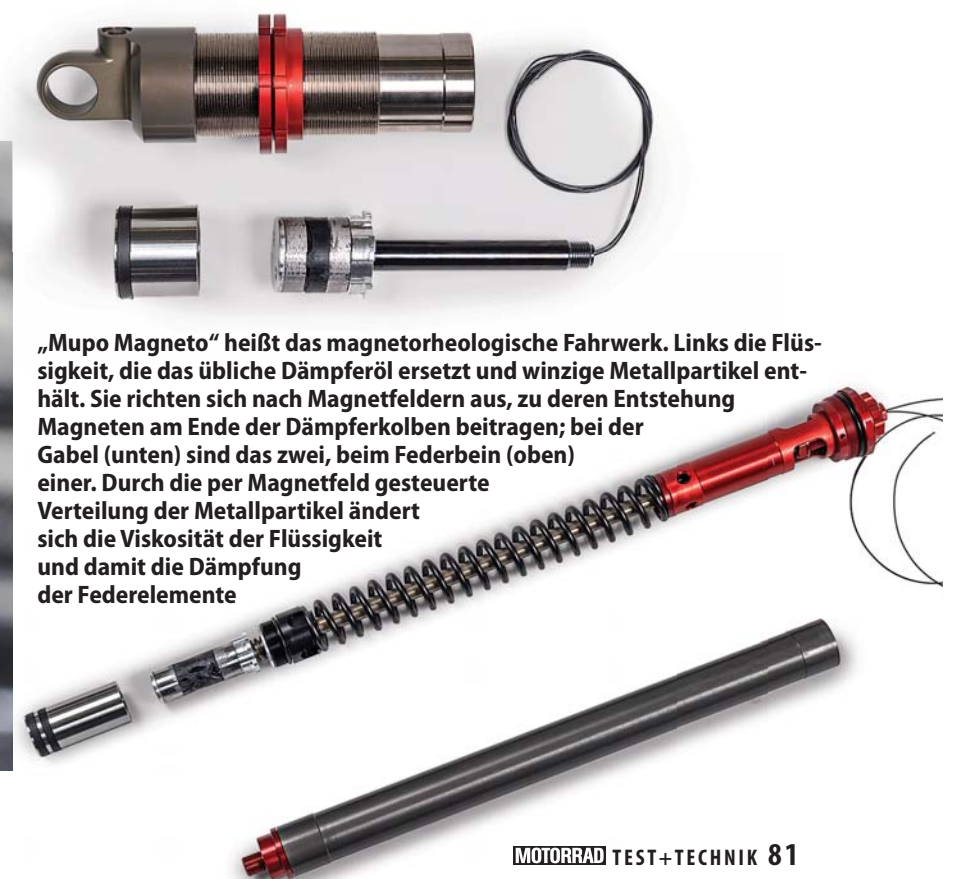 „Mupo Magneto“ heißt das magnetorheologische Fahrwerk. Links die Flüs-
sigkeit, die das übliche Dämpferöl ersetzt und winzige Metallpartikel ent-
hält. Sie richten sich nach Magnetfeldern aus, zu deren Entstehung
Magneten am Ende der Dämpferkolben beitragen; bei der
Gabel (unten) sind das zwei, beim Federbein (oben)
einer. Durch die per Magnetfeld gesteuerte
Verteilung der Metallpartikel ändert
sich die Viskosität der Flüssigkeit
und damit die Dämpfung
der Federelemente
MOTORRAD TEST+TECHNIK 81